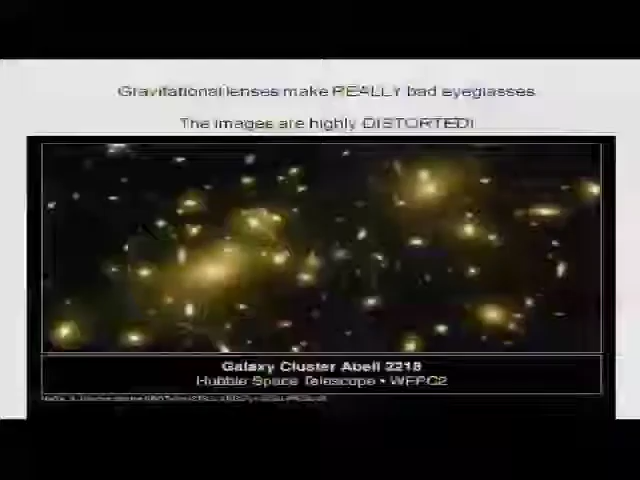 Gravitational lenses make REALLY bad eyeglasses
The images are highly DISTORTED!
Galaxy Cluster Abell 2218
Hubble Space Telescope • WFPC2